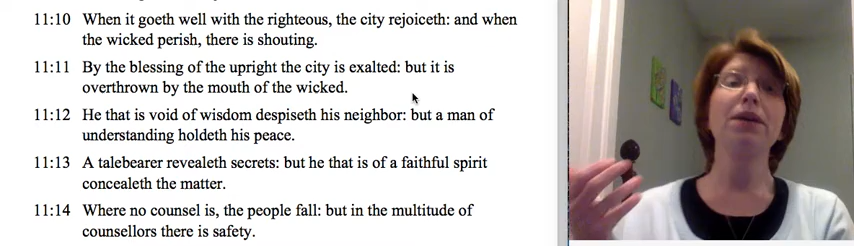 11:10 When it goeth well with the righteous, the city rejoiceth: and when
the wicked perish, there is shouting.
11:11 By the blessing of the upright the city is exalted: but it is
overthrown by the mouth of the wicked.
11:12 He that is void of wisdom despiseth his neighbor: but a man of
understanding holdeth his peace.
11:13 A talebearer revealeth secrets: but he that is of a faithful spirit
concealeth the matter.
11:14 Where no counsel is, the people fall: but in the multitude of
counsellors there is safety.